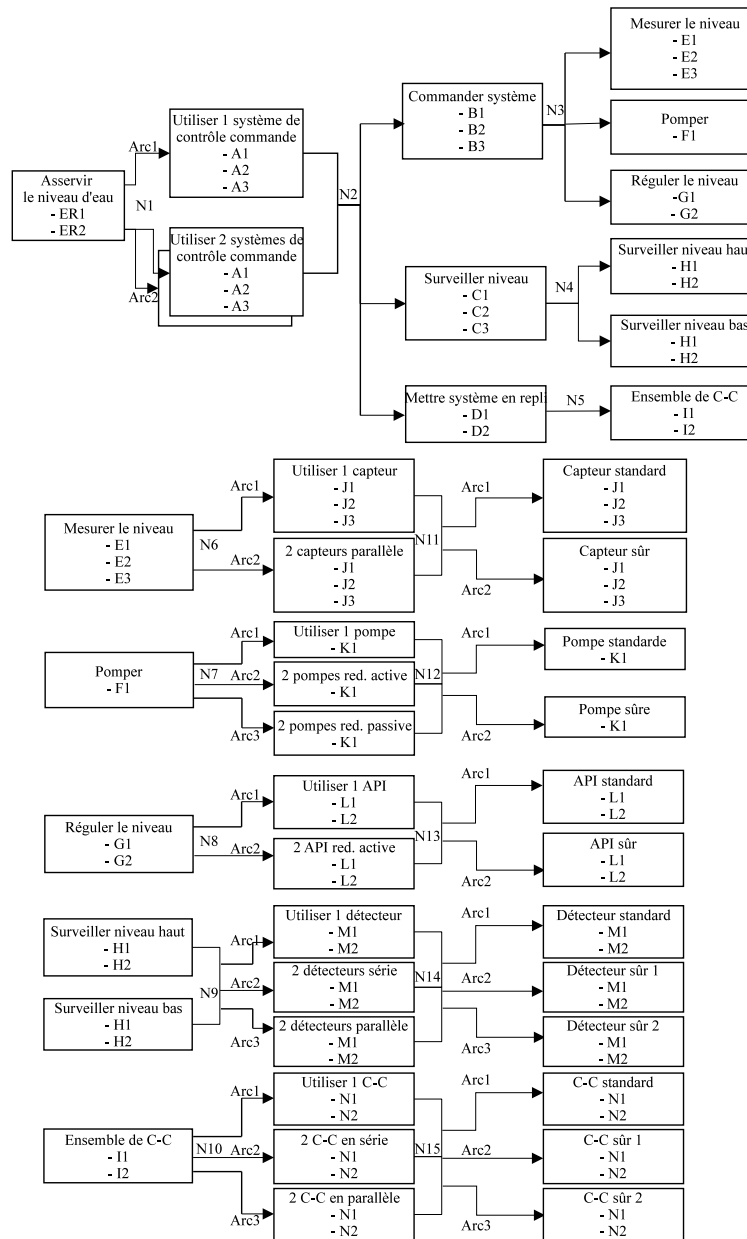 Mesurer le niveau
- E1
- E2
- E3
Commander système
- B1
- B2
- B3
N3
Utiliser 1 système de
contrôle commande
- A1
- A2
- A3
Arc1
Pomper
- F1
Asservir
le niveau d'eau
- ER1
- ER2
N1
N2
Réguler le niveau
-G1
- G2
Utiliser 2 systèmes de
contrôle commande
- A1
- A2
- A3
Arc2
Surveiller niveau haut
- H1
- H2
Surveiller niveau
- C1
- C2
- C3
N4
Surveiller niveau bas
- H1
- H2
Mettre système en repli
- D1
- D2
N5
Ensemble de C-C
- I1
- I2
Mesurer le niveau
- E1
- E2
- E3
Arc1
N6
Arc2
Utiliser 1 capteur
- J1
- J2
- J3
2 capteurs parallèle
- J1
- J2
- J3
Arc1
N11
Arc2
Capteur standard
- J1
- J2
- J3
Capteur sûr
- J1
- J2
- J3
Pomper
- F1
Arc1
N7
Arc2
Arc3
Utiliser 1 pompe
- K1
2 pompes red. active
- K1
2 pompes red. passive
- K1
Arc1
N12
Arc2
Pompe standarde
- K1
Pompe sûre
- K1
Réguler le niveau
- G1
- G2
Arc1
N8
Arc2
Utiliser 1 API
- L1
- L2
2 API red. active
- L1
- L2
Arc1
N13
Arc2
API standard
- L1
- L2
API sûr
- L1
- L2
Surveiller niveau haut
- H1
- H2
Surveiller niveau bas
- H1
- H2
Arc1
N9
Arc2
Arc3
Utiliser 1 détecteur
- M1
- M2
2 détecteurs série
- M1
- M2
2 détecteurs parallèle
- M1
- M2
Arc1
N14
Arc2
Arc3
Détecteur standard
- M1
- M2
Détecteur sûr 1
- M1
- M2
Détecteur sûr 2
- M1
- M2
Ensemble de C-C
- I1
- I2
Arc1
N10
Arc2
Arc3
Utiliser 1 C-C
- N1
- N2
2 C-C en série
- N1
- N2
2 C-C en parallèle
- N1
- N2
Arc1
N15
Arc2
Arc3
C-C standard
- N1
- N2
C-C sûr 1
- N1
- N2
C-C sûr 2
- N1
- N2